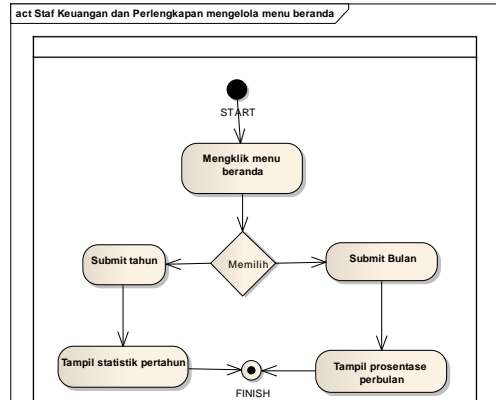 act Staf Keuangan dan Perlengkapan mengelola menu beranda
START
Mengklik menu
beranda
Memilih
Submit tahun
Submit Bulan
Tampil statistik pertahun
Tampil prosentase
perbulan
FINISH